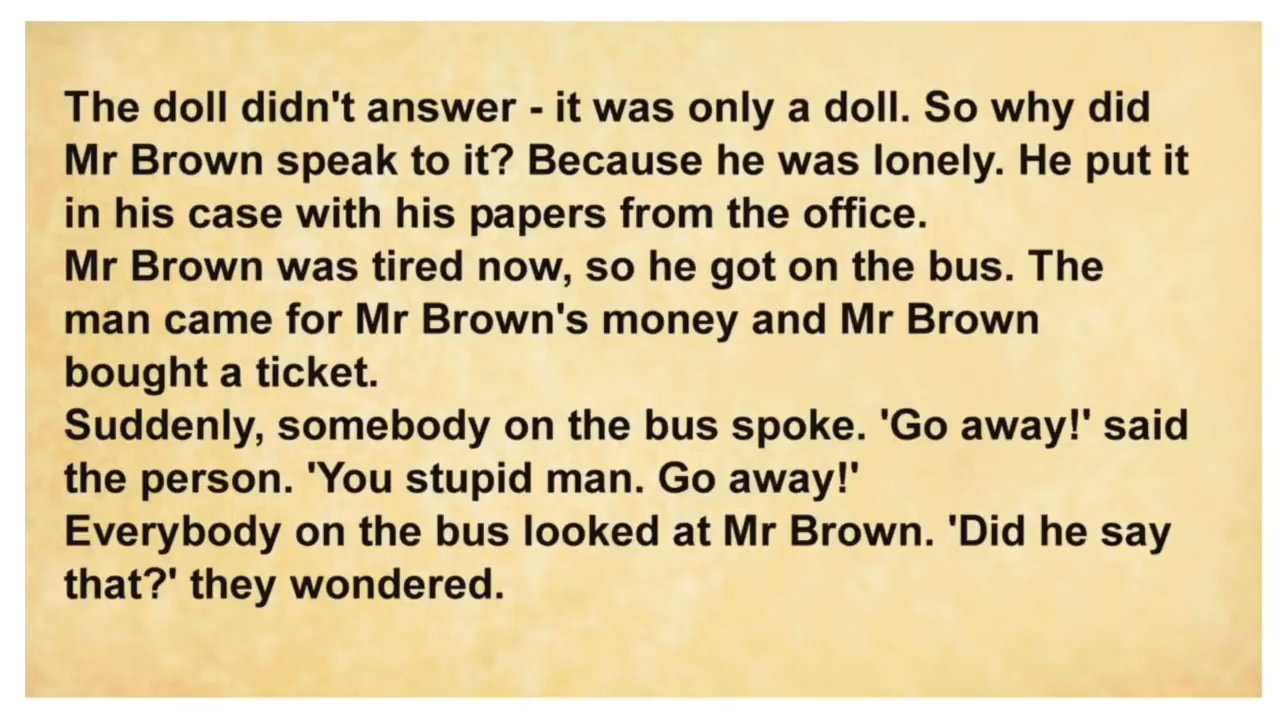 The doll didn't answer - it was only a doll. So why did
Mr Brown speak to it? Because he was lonely. He put it
in his case with his papers from the office.
Mr Brown was tired now, so he got on the bus. The
man came for Mr Brown's money and Mr Brown
bought a ticket.
Suddenly, somebody on the bus spoke. 'Go away!' said
the person. 'You stupid man. Go away!'
Everybody on the bus looked at Mr Brown. 'Did he say
that?' they wondered.